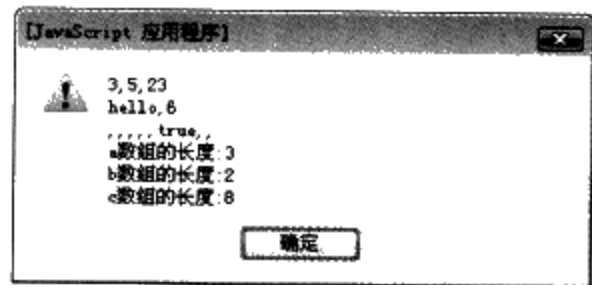 [JavaScript 应用程序]
3,5,23
hello,6
,,,,,true,,
a数组的长度:3
b数组的长度:2
c数组的长度:8
确定